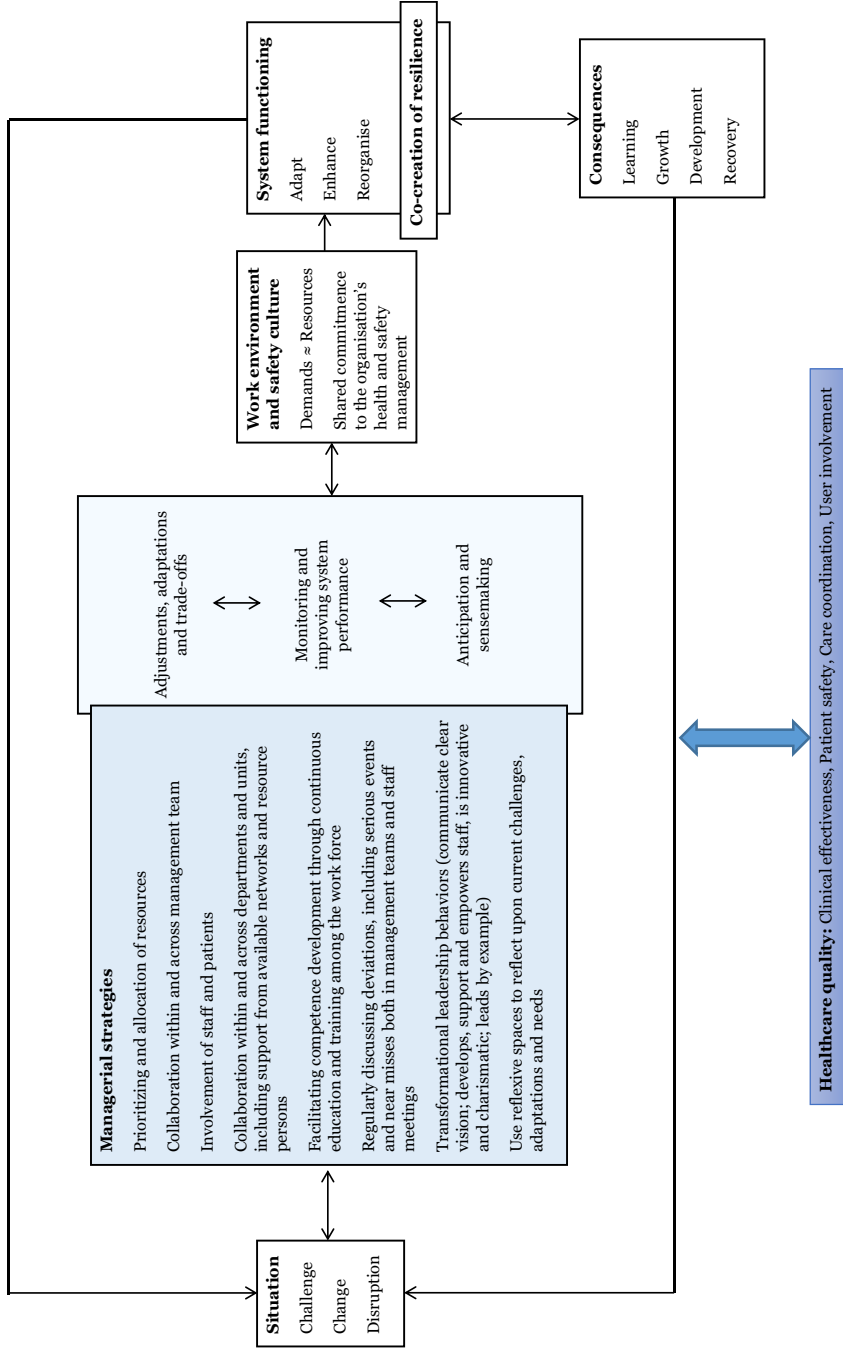 Situation
Challenge
Change
Disruption
Managerial strategies
Prioritizing and allocation of resources
Collaboration within and across management team
Involvement of staff and patients
Collaboration within and across departments and units,
including support from available networks and resource
persons
Facilitating competence development through continuous
education and training among the work force
Regularly discussing deviations, including serious events
and near misses both in management teams and staff
meetings
Transformational leadership behaviors (communicate clear
vision; develops, support and empowers staff, is innovative
and charismatic; leads by example)
Use reflexive spaces to reflect upon current challenges,
adaptations and needs
Adjustments, adaptations
and trade-offs
Monitoring and
improving system
performance
Anticipation and
sensemaking
Work environment
and safety culture
Demands ≈ Resources
Shared commitmence
to the organisation’s
health and safety
management
System functioning
Adapt
Enhance
Reorganise
Co-creation of resilience
Consequences
Learning
Growth
Development
Recovery
Healthcare quality: Clinical effectiveness, Patient safety, Care coordination, User involvement